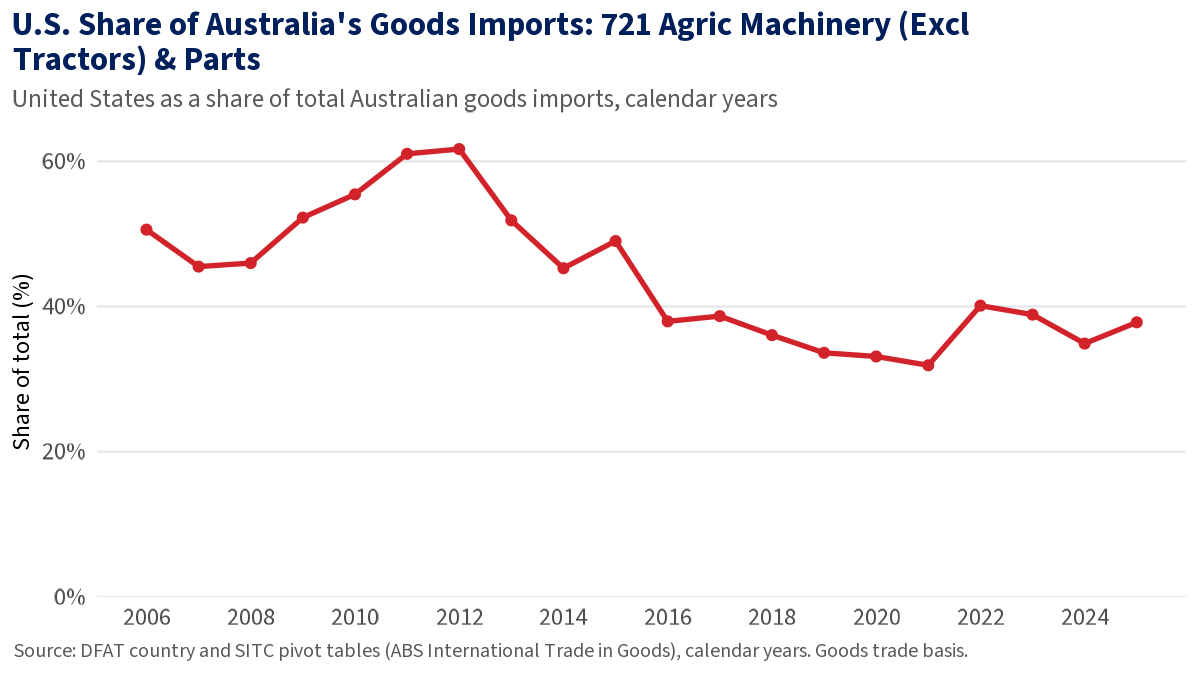 U.S. Share of Australia's Goods Imports: 721 Agric Machinery (Excl
Tractors) & Parts
United States as a share of total Australian goods imports, calendar years
Share of total (%)
60%
40%
20%
0%
2006 2008 2010 2012 2014 2016 2018 2020 2022 2024
Source: DFAT country and SITC pivot tables (ABS International Trade in Goods), calendar years. Goods trade basis.